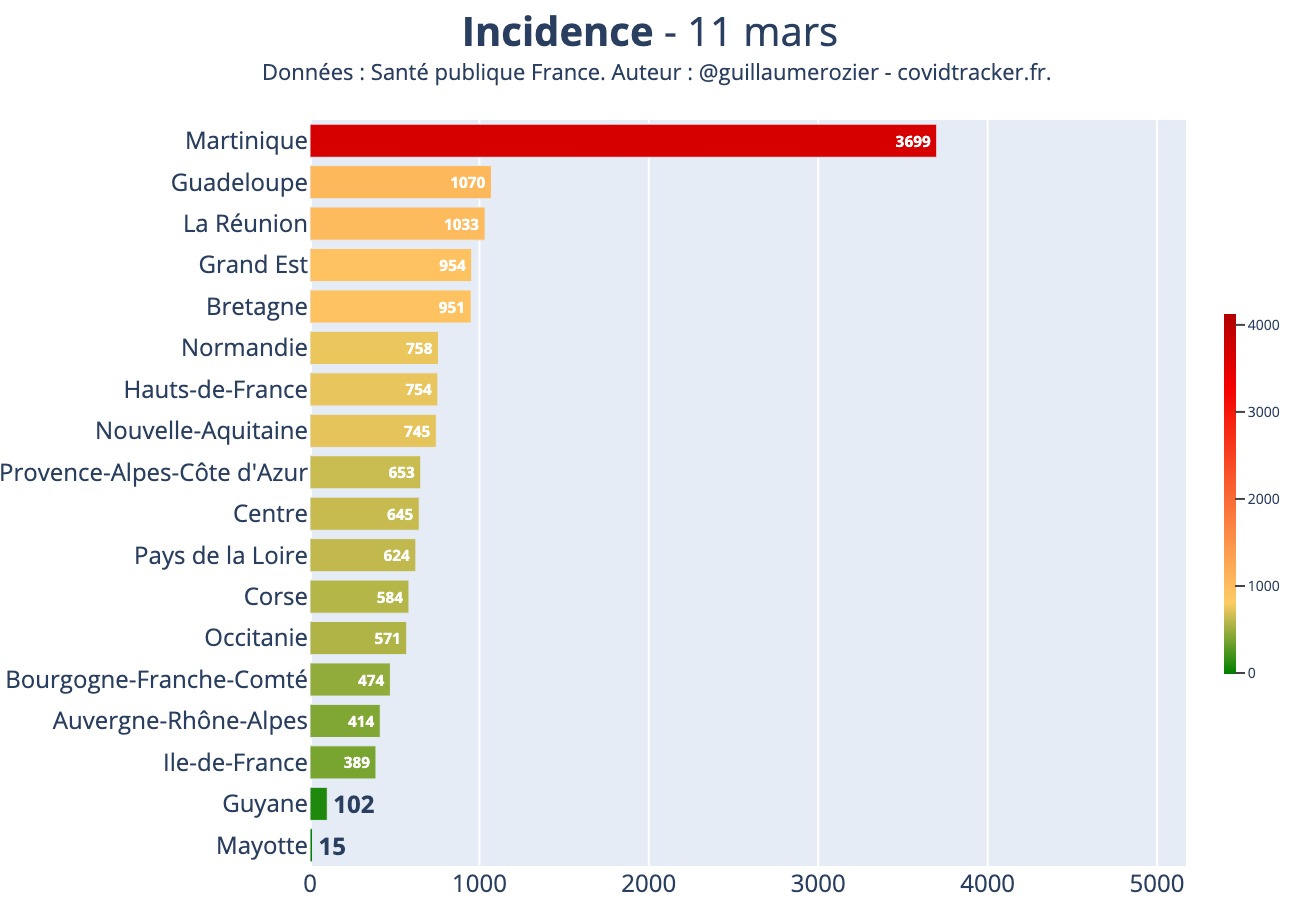 Incidence - 11 mars
Données : Santé publique France. Auteur : @guillaumerozier - covidtracker.fr.
Martinique 3699
Guadeloupe 1070
La Réunion 1033
Grand Est 954
Bretagne 951
Normandie 758
Hauts-de-France 754
Nouvelle-Aquitaine 745
Provence-Alpes-Côte d'Azur 653
Centre 645
Pays de la Loire 624
Corse 584
Occitanie 571
Bourgogne-Franche-Comté 474
Auvergne-Rhône-Alpes 414
Ile-de-France 389
Guyane 102
Mayotte 15
0 1000 2000 3000 4000 5000
4000
3000
2000
1000
0